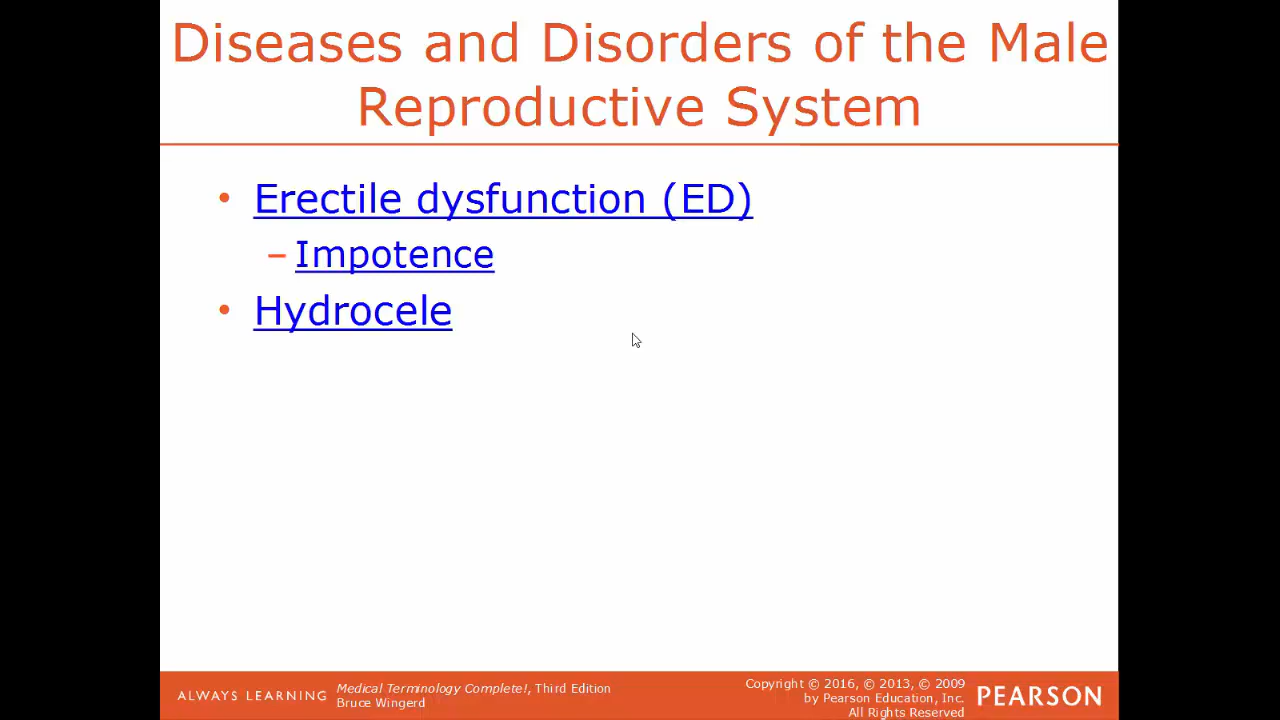 Diseases and Disorders of the Male
Reproductive System
• Erectile dysfunction (ED)
– Impotence
• Hydrocele
ALWAYS LEARNING
Medical Terminology Complete!, Third Edition
Bruce Wingerd
Copyright © 2016, © 2013, © 2009
by Pearson Education, Inc.
All Rights Reserved
PEARSON